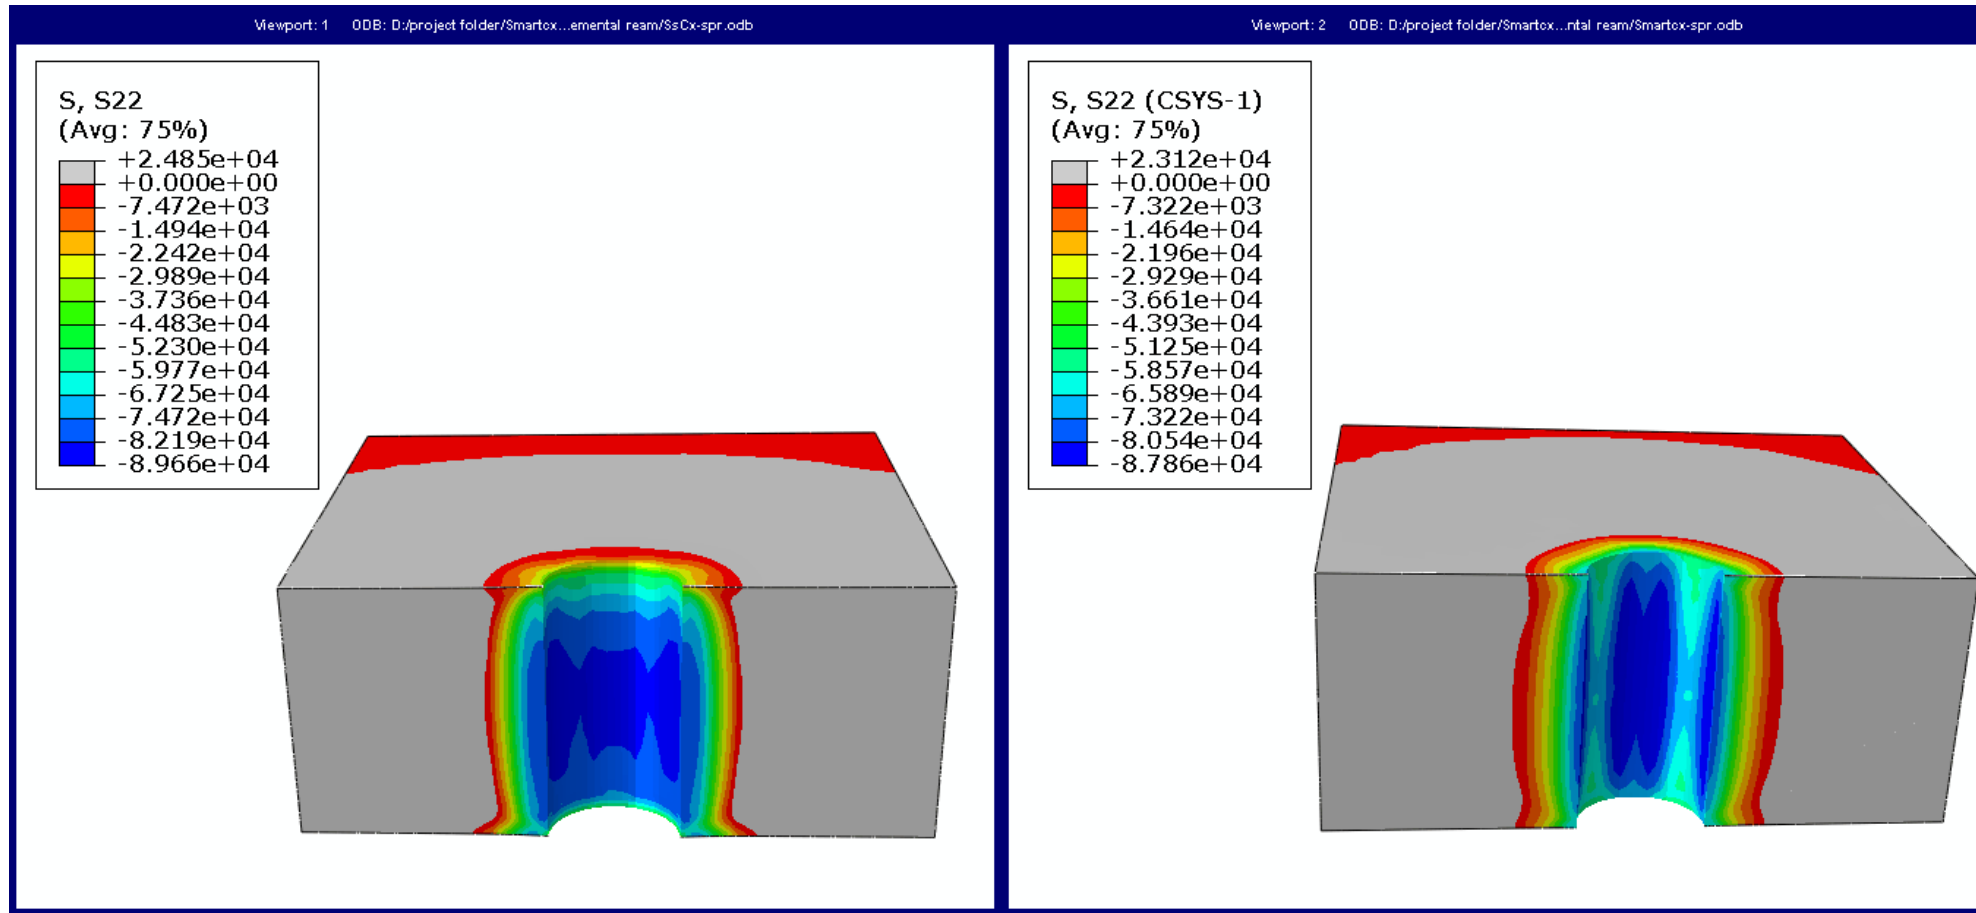 Viewport: 1 ODB: D:/project folder/Smartcx...emental ream/SsCx-spr.odb
S, S22
(Avg: 75%)
+2.485e+04
+0.000e+00
-7.472e+03
-1.494e+04
-2.242e+04
-2.989e+04
-3.736e+04
-4.483e+04
-5.230e+04
-5.977e+04
-6.725e+04
-7.472e+04
-8.219e+04
-8.966e+04
Viewport: 2 ODB: D:/project folder/Smartcx...ntal ream/Smartcx-spr.odb
S, S22 (CSYS-1)
(Avg: 75%)
+2.312e+04
+0.000e+00
-7.322e+03
-1.464e+04
-2.196e+04
-2.929e+04
-3.661e+04
-4.393e+04
-5.125e+04
-5.857e+04
-6.589e+04
-7.322e+04
-8.054e+04
-8.786e+04